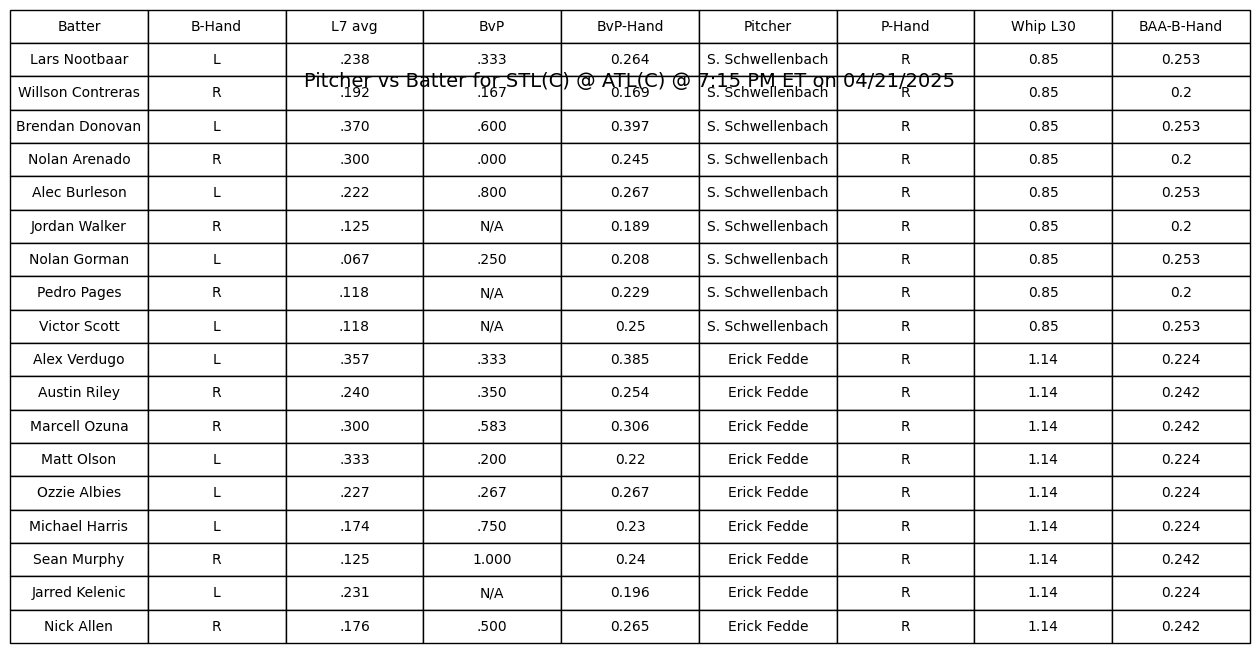 Batter B-Hand L7 avg BvP BvP-Hand Pitcher P-Hand Whip L30 BAA-B-Hand
Lars Nootbaar L .238 .333 0.264 S. Schwellenbach R 0.85 0.253
Pitcher vs Batter for STL(C) @ ATL(C) @ 7:15 PM ET on 04/21/2025
Willson Contreras R .192 .167 0.169 S. Schwellenbach R 0.85 0.2
Brendan Donovan L .370 .600 0.397 S. Schwellenbach R 0.85 0.253
Nolan Arenado R .300 .000 0.245 S. Schwellenbach R 0.85 0.2
Alec Burleson L .222 .800 0.267 S. Schwellenbach R 0.85 0.253
Jordan Walker R .125 N/A 0.189 S. Schwellenbach R 0.85 0.2
Nolan Gorman L .067 .250 0.208 S. Schwellenbach R 0.85 0.253
Pedro Pages R .118 N/A 0.229 S. Schwellenbach R 0.85 0.2
Victor Scott L .118 N/A 0.25 S. Schwellenbach R 0.85 0.253
Alex Verdugo L .357 .333 0.385 Erick Fedde R 1.14 0.224
Austin Riley R .240 .350 0.254 Erick Fedde R 1.14 0.242
Marcell Ozuna R .300 .583 0.306 Erick Fedde R 1.14 0.242
Matt Olson L .333 .200 0.22 Erick Fedde R 1.14 0.224
Ozzie Albies L .227 .267 0.267 Erick Fedde R 1.14 0.224
Michael Harris L .174 .750 0.23 Erick Fedde R 1.14 0.224
Sean Murphy R .125 1.000 0.24 Erick Fedde R 1.14 0.242
Jarred Kelenic L .231 N/A 0.196 Erick Fedde R 1.14 0.224
Nick Allen R .176 .500 0.265 Erick Fedde R 1.14 0.242